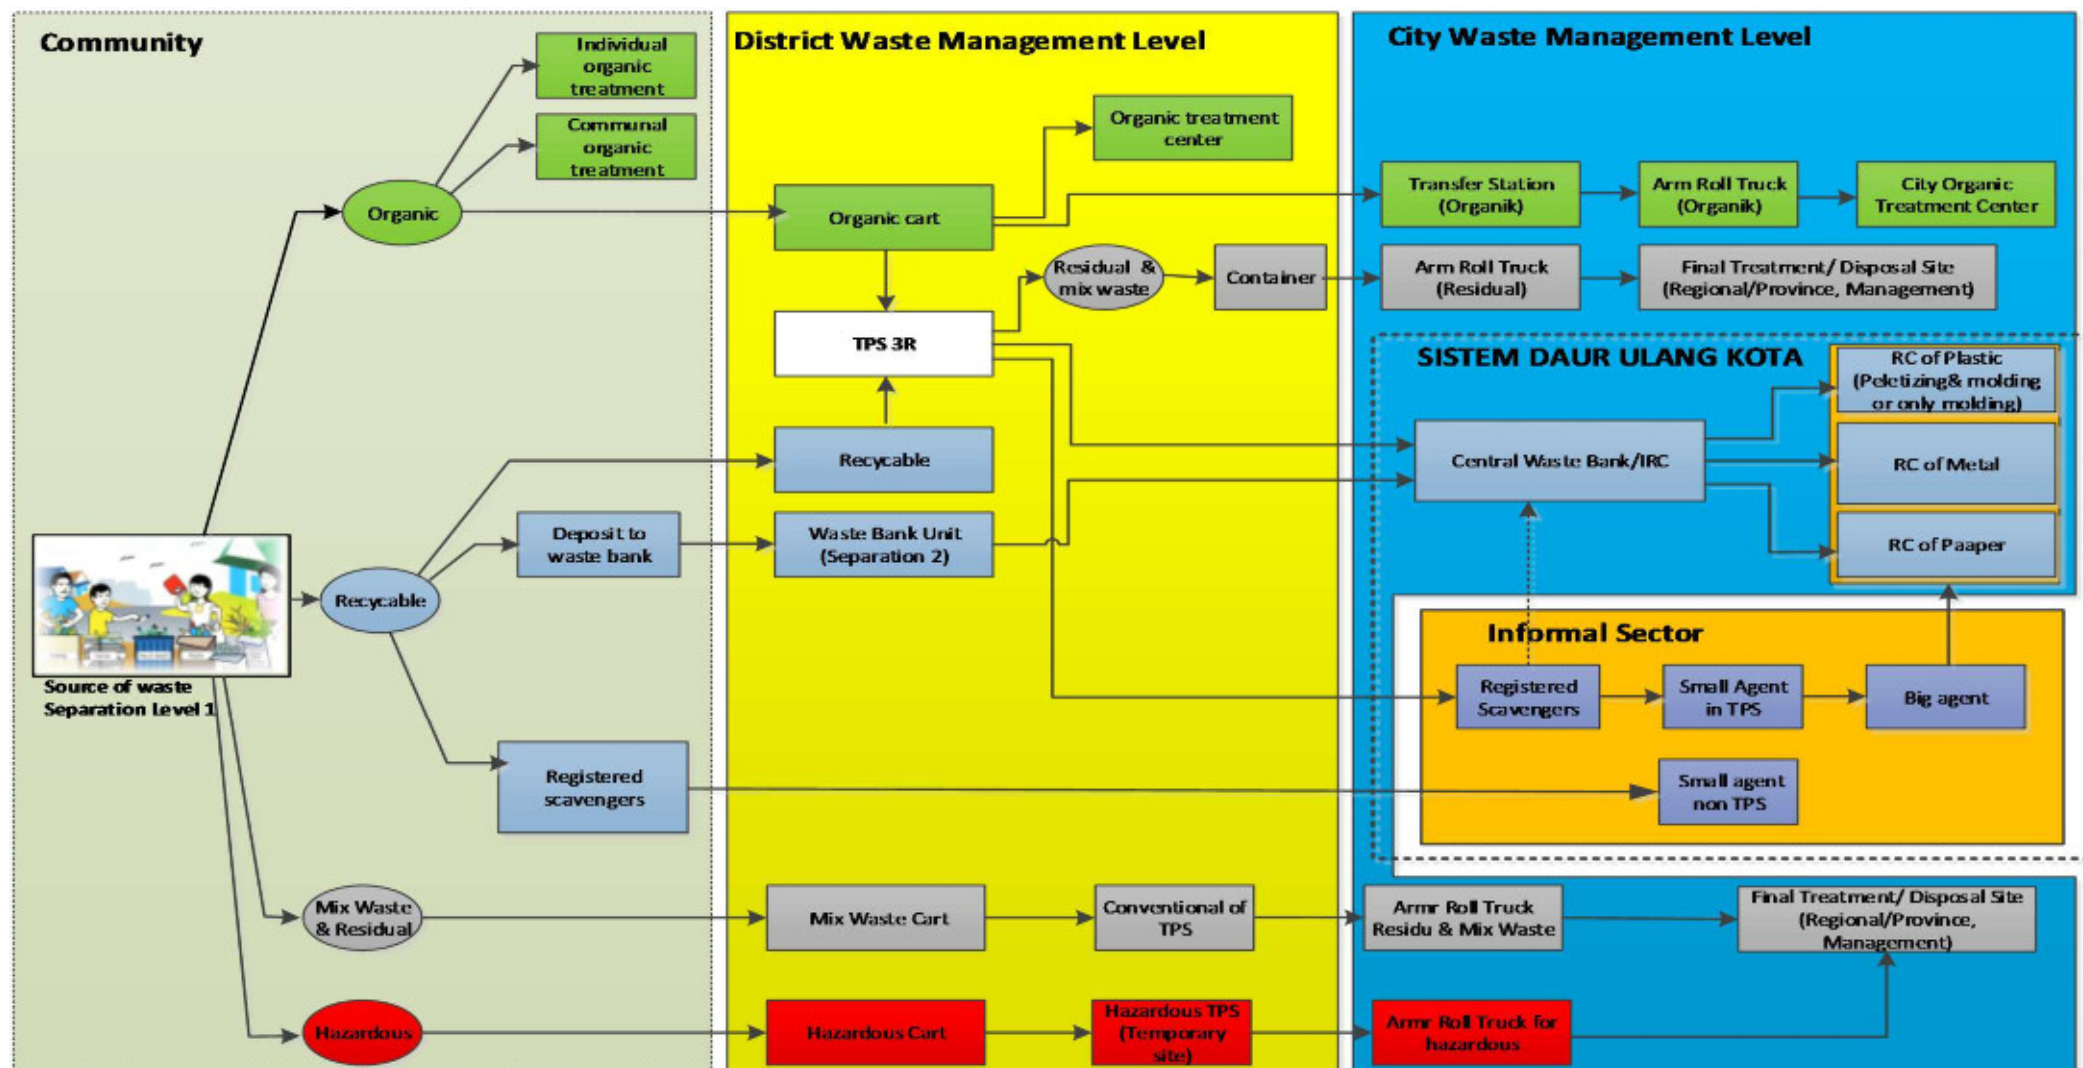 Community
Individual
organic
treatment
Communal
organic
treatment
Organic
Source of waste
Separation Level 1
Recycable
Deposit to
waste bank
Registered
scavengers
Mix Waste
& Residual
Hazardous
District Waste Management Level
Organic treatment
center
Organic cart
Residual &
mix waste
Container
TPS 3R
Recycable
Waste Bank Unit
(Separation 2)
Mix Waste Cart
Conventional of
TPS
Hazardous Cart
Hazardous TPS
(Temporary
site)
City Waste Management Level
Transfer Station
(Organik)
Arm Roll Truck
(Organik)
City Organic
Treatment Center
Arm Roll Truck
(Residual)
Final Treatment/ Disposal Site
(Regional/Province, Management)
SISTEM DAUR ULANG KOTA
RC of Plastic
(Peletizing& molding
or only molding)
Central Waste Bank/IRC
RC of Metal
RC of Paaper
Informal Sector
Registered
Scavengers
Small Agent
in TPS
Big agent
Small agent
non TPS
Armr Roll Truck
Residu & Mix Waste
Final Treatment/ Disposal Site
(Regional/Province,
Management)
Armr Roll Truck for
hazardous